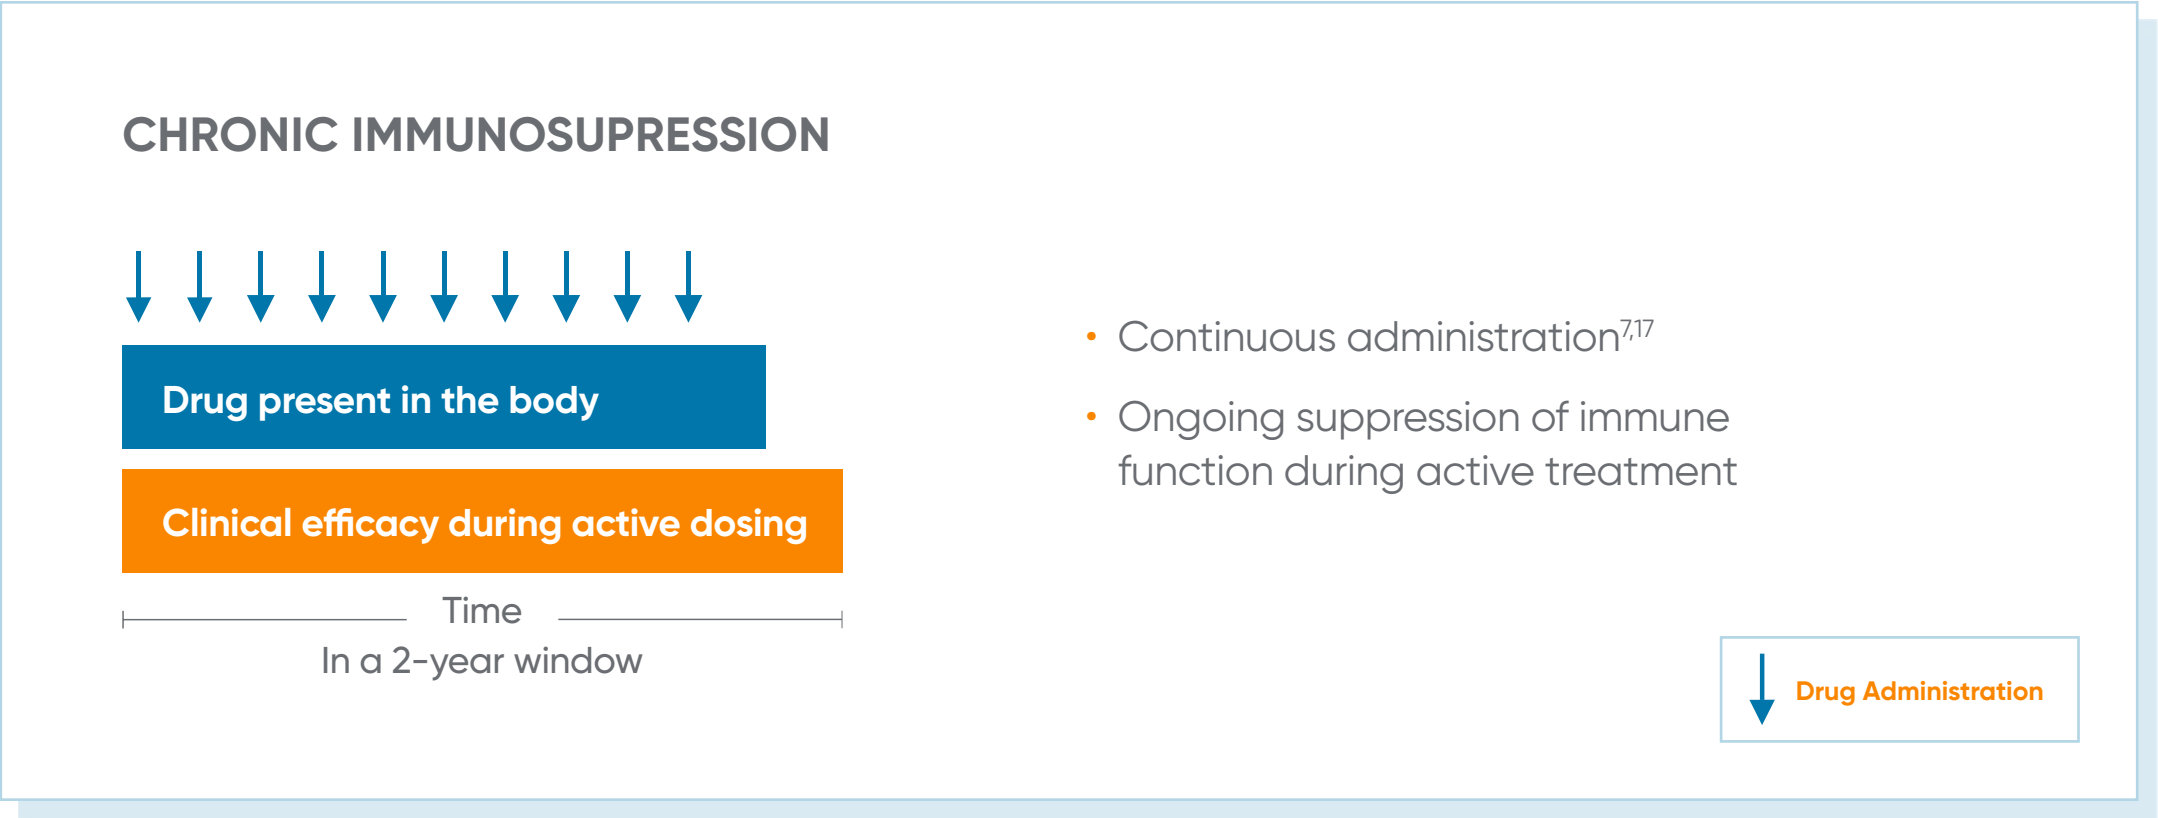 CHRONIC IMMUNOSUPRESSION
Drug present in the body
Clinical efficacy during active dosing
Time
In a 2-year window
• Continuous administration7,17
• Ongoing suppression of immune
function during active treatment
Drug Administration